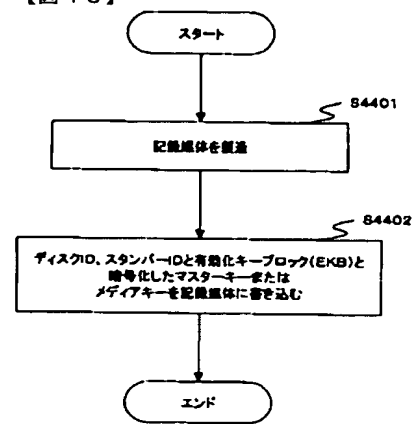 スタート
S4401
記録媒体を製造
S4402
ディスクID、スタンパーIDと有効化キーブロック(EKB)と
暗号化したマスターキーまたは
メディアキーを記録媒体に書き込む
エンド